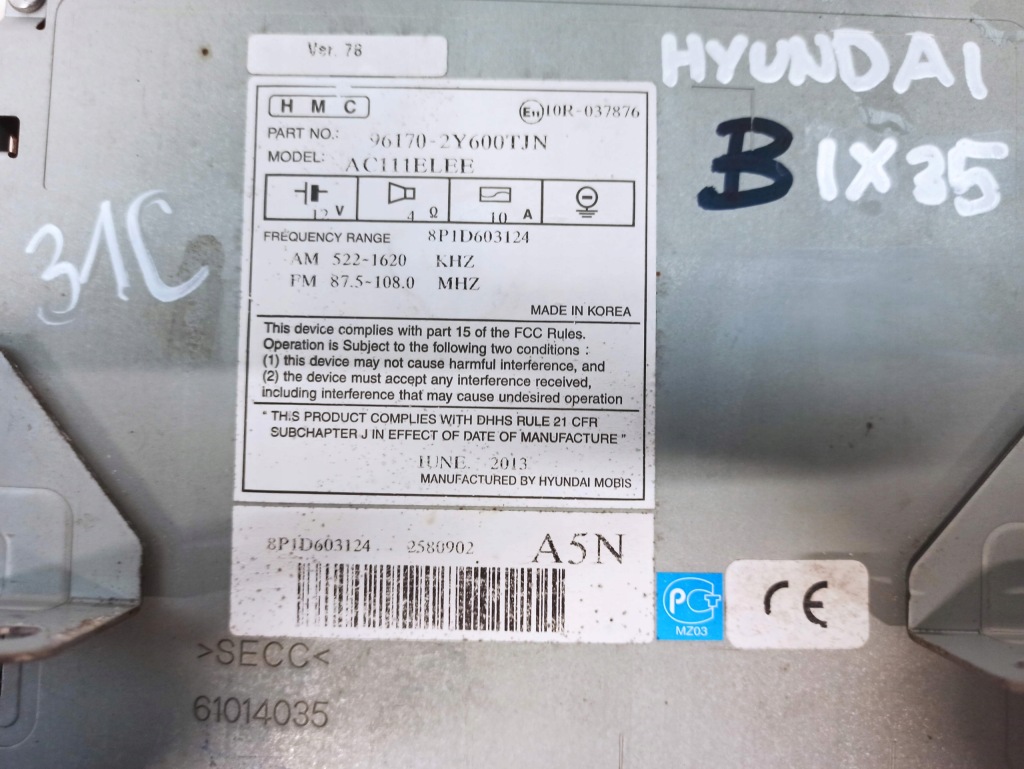 Ver. 78
HYUNDAI
B IX35
31C
HMC
E11 10R-037876
PART NO.: 96170-2Y600TJN
MODEL: AC111ELEE
12 V 4 Ω 10 A
FREQUENCY RANGE 8P1D603124
AM 522-1620 KHZ
FM 87.5-108.0 MHZ
MADE IN KOREA
This device complies with part 15 of the FCC Rules.
Operation is Subject to the following two conditions :
(1) this device may not cause harmful interference, and
(2) the device must accept any interference received,
including interference that may cause undesired operation
" THIS PRODUCT COMPLIES WITH DHHS RULE 21 CFR
SUBCHAPTER J IN EFFECT OF DATE OF MANUFACTURE "
JUNE. 2013
MANUFACTURED BY HYUNDAI MOBIS
8P1D603124 .. 2580902 A5N
PCT
MZ03
CE
>SECC<
61014035